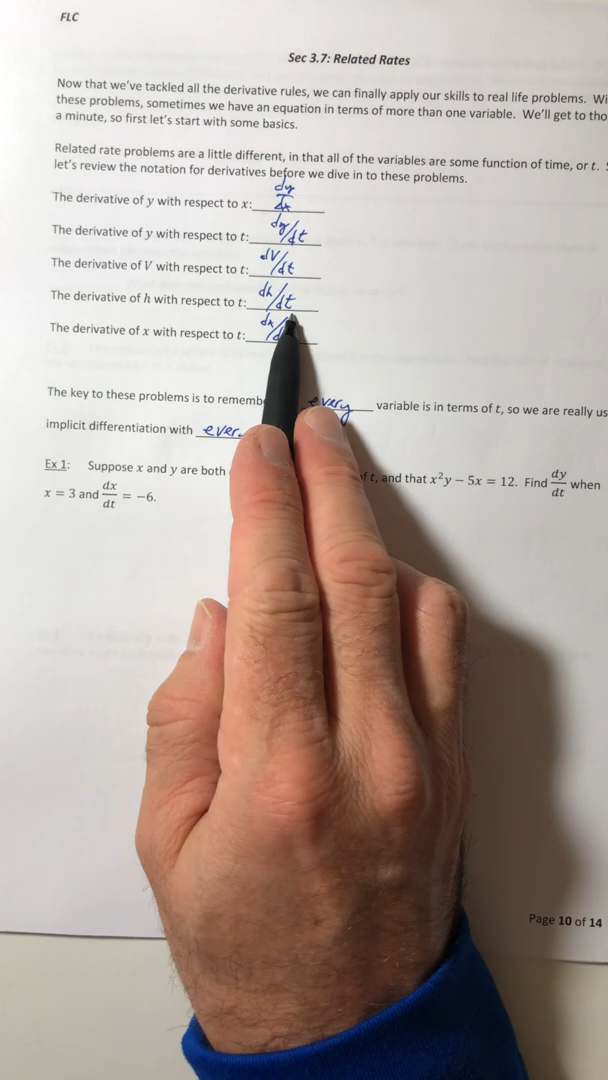 FLC
Sec 3.7: Related Rates
Now that we've tackled all the derivative rules, we can finally apply our skills to real life problems. Wi
these problems, sometimes we have an equation in terms of more than one variable. We'll get to tho
a minute, so first let's start with some basics.
Related rate problems are a little different, in that all of the variables are some function of time, or t.
let's review the notation for derivatives before we dive in to these problems.
The derivative of y with respect to x: dy/dx
The derivative of y with respect to t: dy/dt
The derivative of V with respect to t: dV/dt
The derivative of h with respect to t: dh/dt
The derivative of x with respect to t: dx/d
The key to these problems is to rememb every variable is in terms of t, so we are really us
implicit differentiation with ever
Ex 1: Suppose x and y are both of t, and that x²y − 5x = 12. Find dy/dt when
x = 3 and dx/dt = −6.
Page 10 of 14